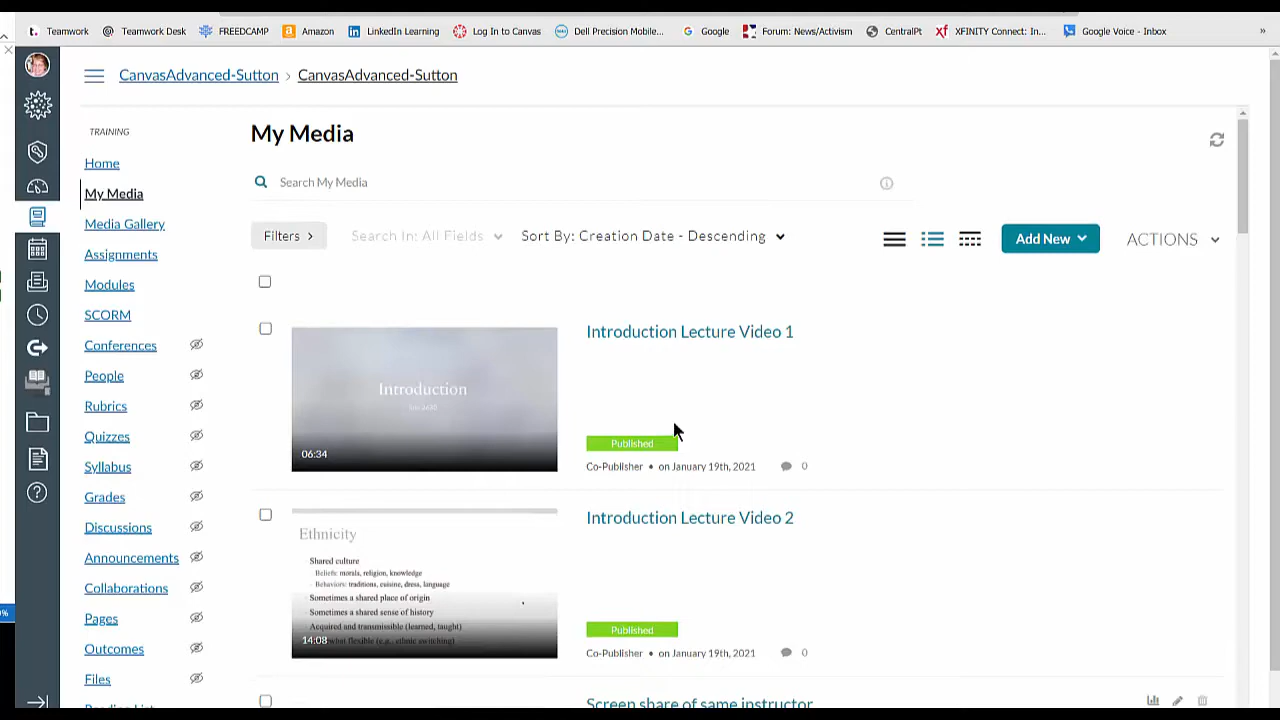 Teamwork Teamwork Desk FREEDCAMP Amazon LinkedIn Learning Log In to Canvas Dell Precision Mobile... Google Forum: News/Activism CentralPt XFINITY Connect: In... Google Voice - Inbox »
CanvasAdvanced-Sutton › CanvasAdvanced-Sutton
TRAINING
Home
My Media
Media Gallery
Assignments
Modules
SCORM
Conferences
People
Rubrics
Quizzes
Syllabus
Grades
Discussions
Announcements
Collaborations
Pages
Outcomes
Files
My Media
Search My Media
Filters >
Search In: All Fields
Sort By: Creation Date - Descending
Add New
ACTIONS
Introduction
06:34
Introduction Lecture Video 1
Published
Co-Publisher • on January 19th, 2021 0
Ethnicity
Shared culture
Beliefs: morals, religion, knowledge
Behaviors: traditions, cuisine, dress, language
Sometimes a shared place of origin
Sometimes a shared sense of history
Acquired and transmissible (learned, taught)
what flexible (e.g., ethnic switching)
14:08
Introduction Lecture Video 2
Published
Co-Publisher • on January 19th, 2021 0
Screen share of same instructor